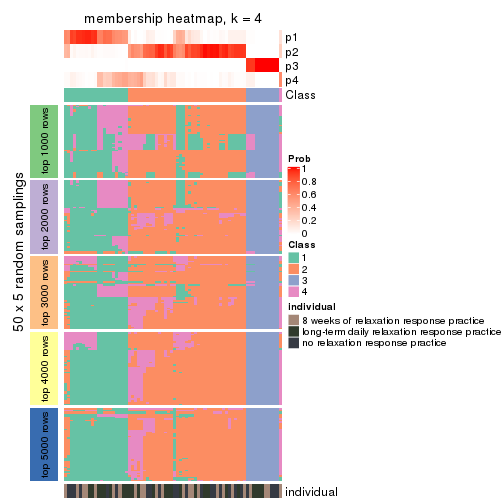 membership heatmap, k = 4
p1
p2
p3
p4
Class
50 x 5 random samplings
top 1000 rows
top 2000 rows
top 3000 rows
top 4000 rows
top 5000 rows
individual
Prob
1
0.8
0.6
0.4
0.2
0
Class
1
2
3
4
individual
8 weeks of relaxation response practice
long-term daily relaxation response practice
no relaxation response practice